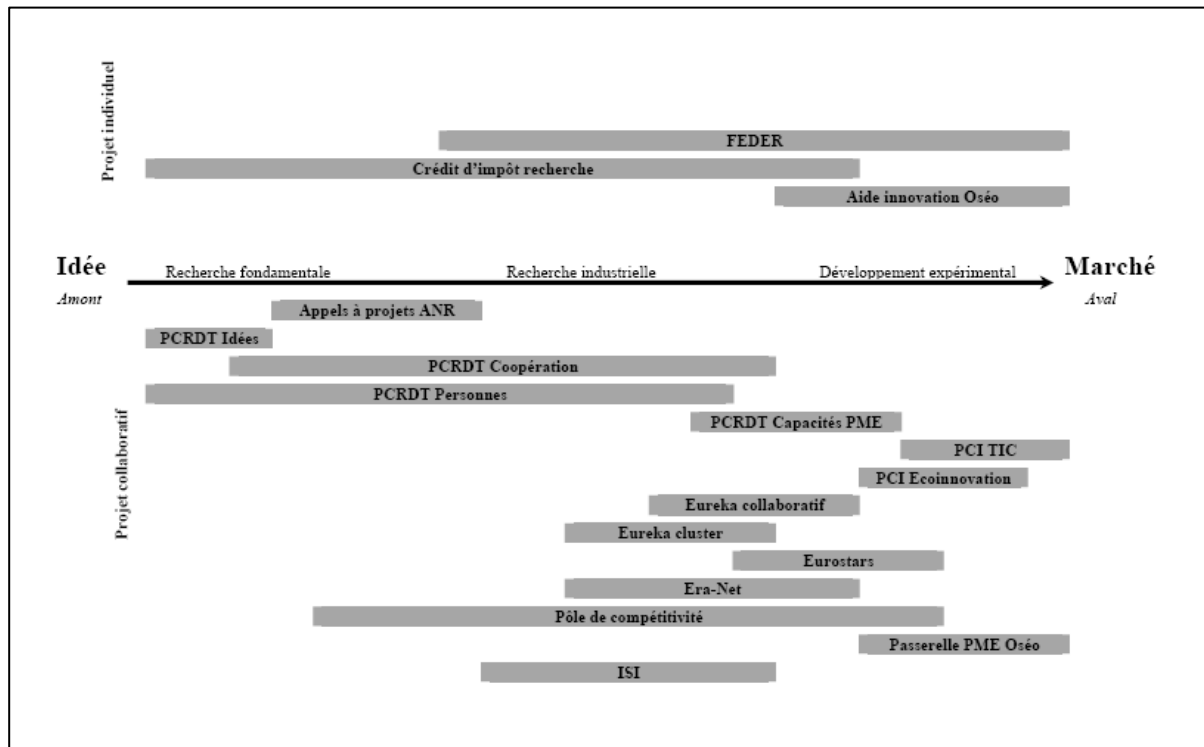 Projet individuel
FEDER
Crédit d'impôt recherche
Aide innovation Oséo
Idée
Amont
Recherche fondamentale
Recherche industrielle
Développement expérimental
Marché
Aval
Projet collaboratif
Appels à projets ANR
PCRDT Idées
PCRDT Coopération
PCRDT Personnes
PCRDT Capacités PME
PCI TIC
PCI Ecoinnovation
Eureka collaboratif
Eureka cluster
Eurostars
Era-Net
Pôle de compétitivité
Passerelle PME Oséo
ISI